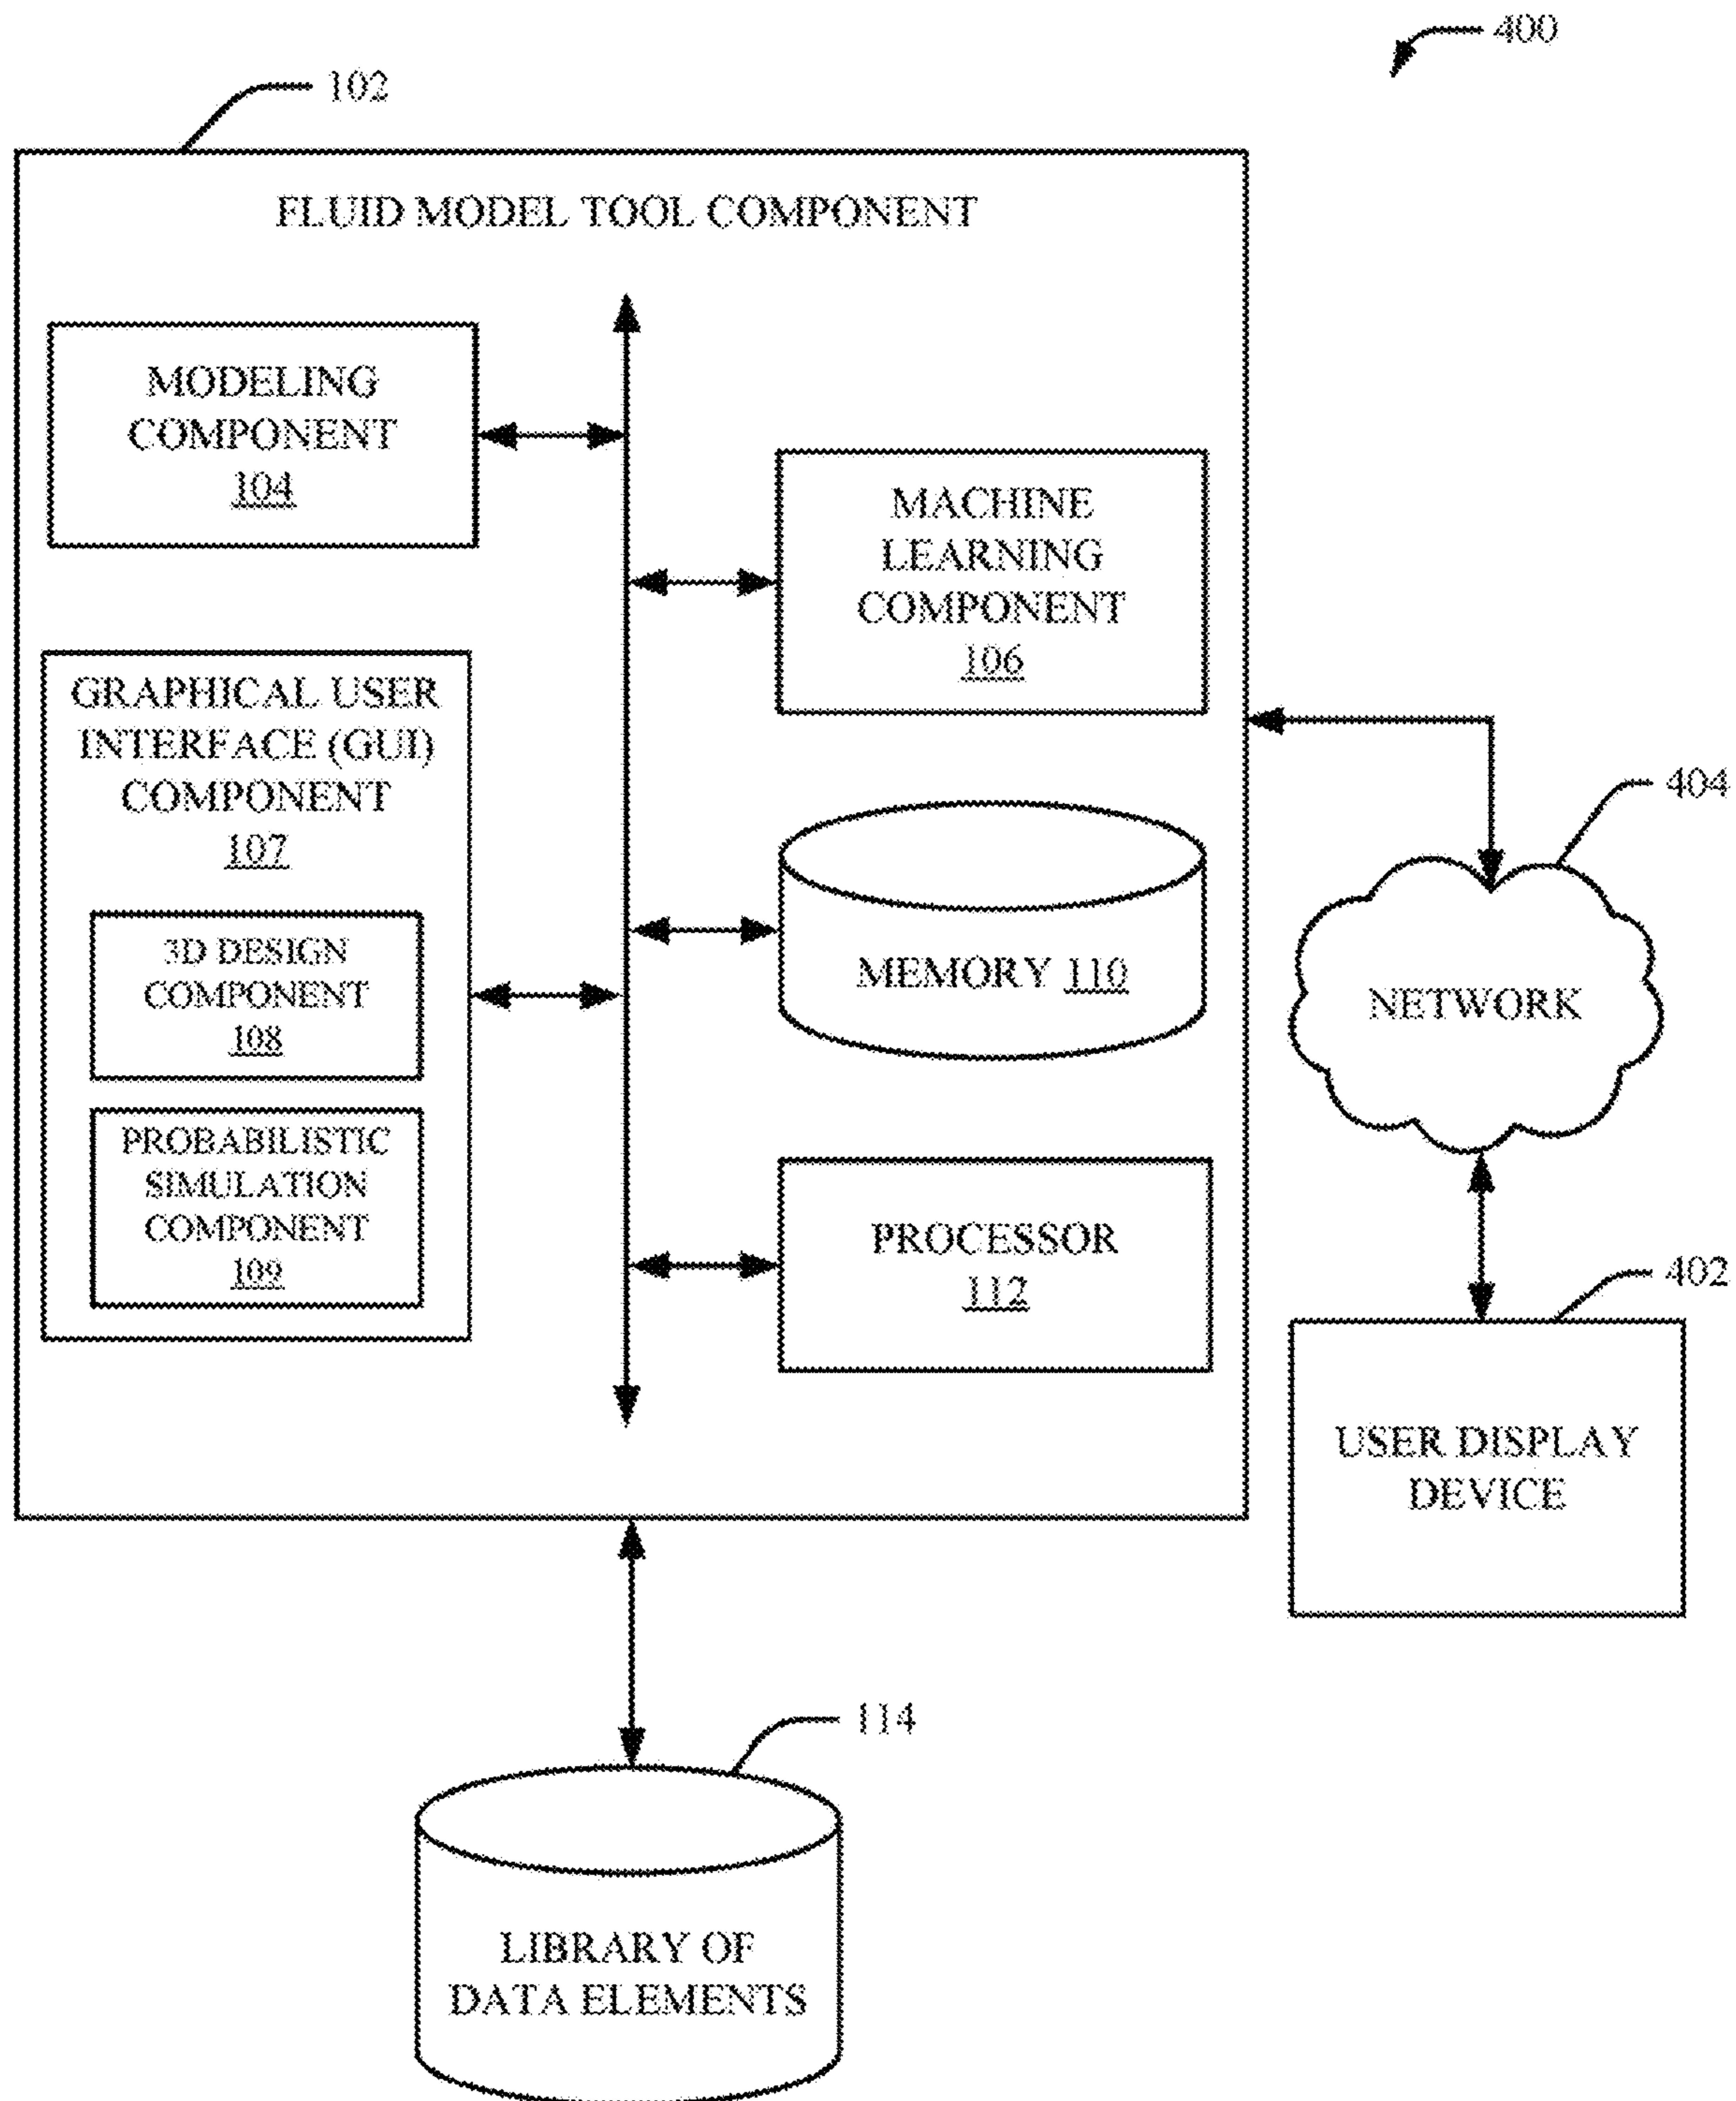 400
102
FLUID MODEL TOOL COMPONENT
MODELING
COMPONENT
104
MACHINE
LEARNING
COMPONENT
106
GRAPHICAL USER
INTERFACE (GUI)
COMPONENT
107
3D DESIGN
COMPONENT
108
PROBABILISTIC
SIMULATION
COMPONENT
109
MEMORY 110
PROCESSOR
112
404
NETWORK
402
USER DISPLAY
DEVICE
114
LIBRARY OF
DATA ELEMENTS